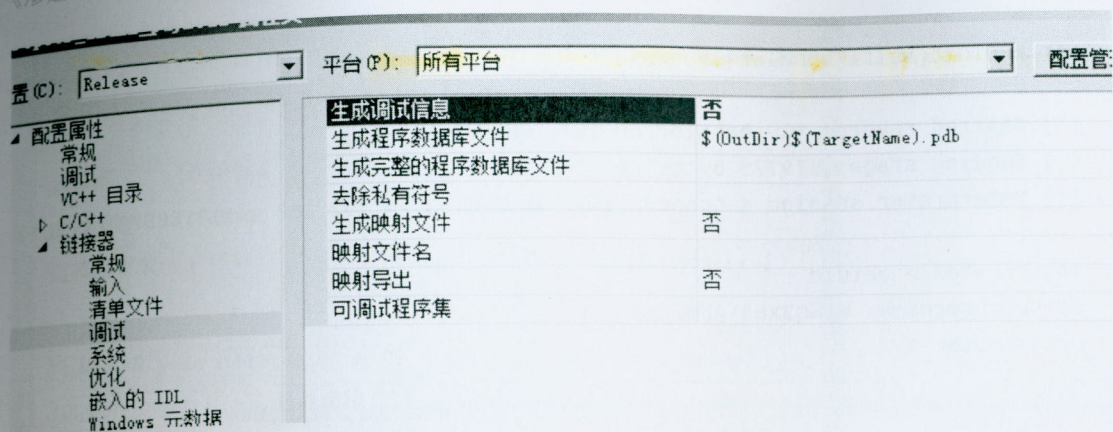 置(C): Release
平台(P): 所有平台
配置管
配置属性
常规
调试
VC++ 目录
C/C++
链接器
常规
输入
清单文件
调试
系统
优化
嵌入的 IDL
Windows 元数据
生成调试信息 否
生成程序数据库文件 $(OutDir)$(TargetName).pdb
生成完整的程序数据库文件
去除私有符号
生成映射文件 否
映射文件名
映射导出 否
可调试程序集